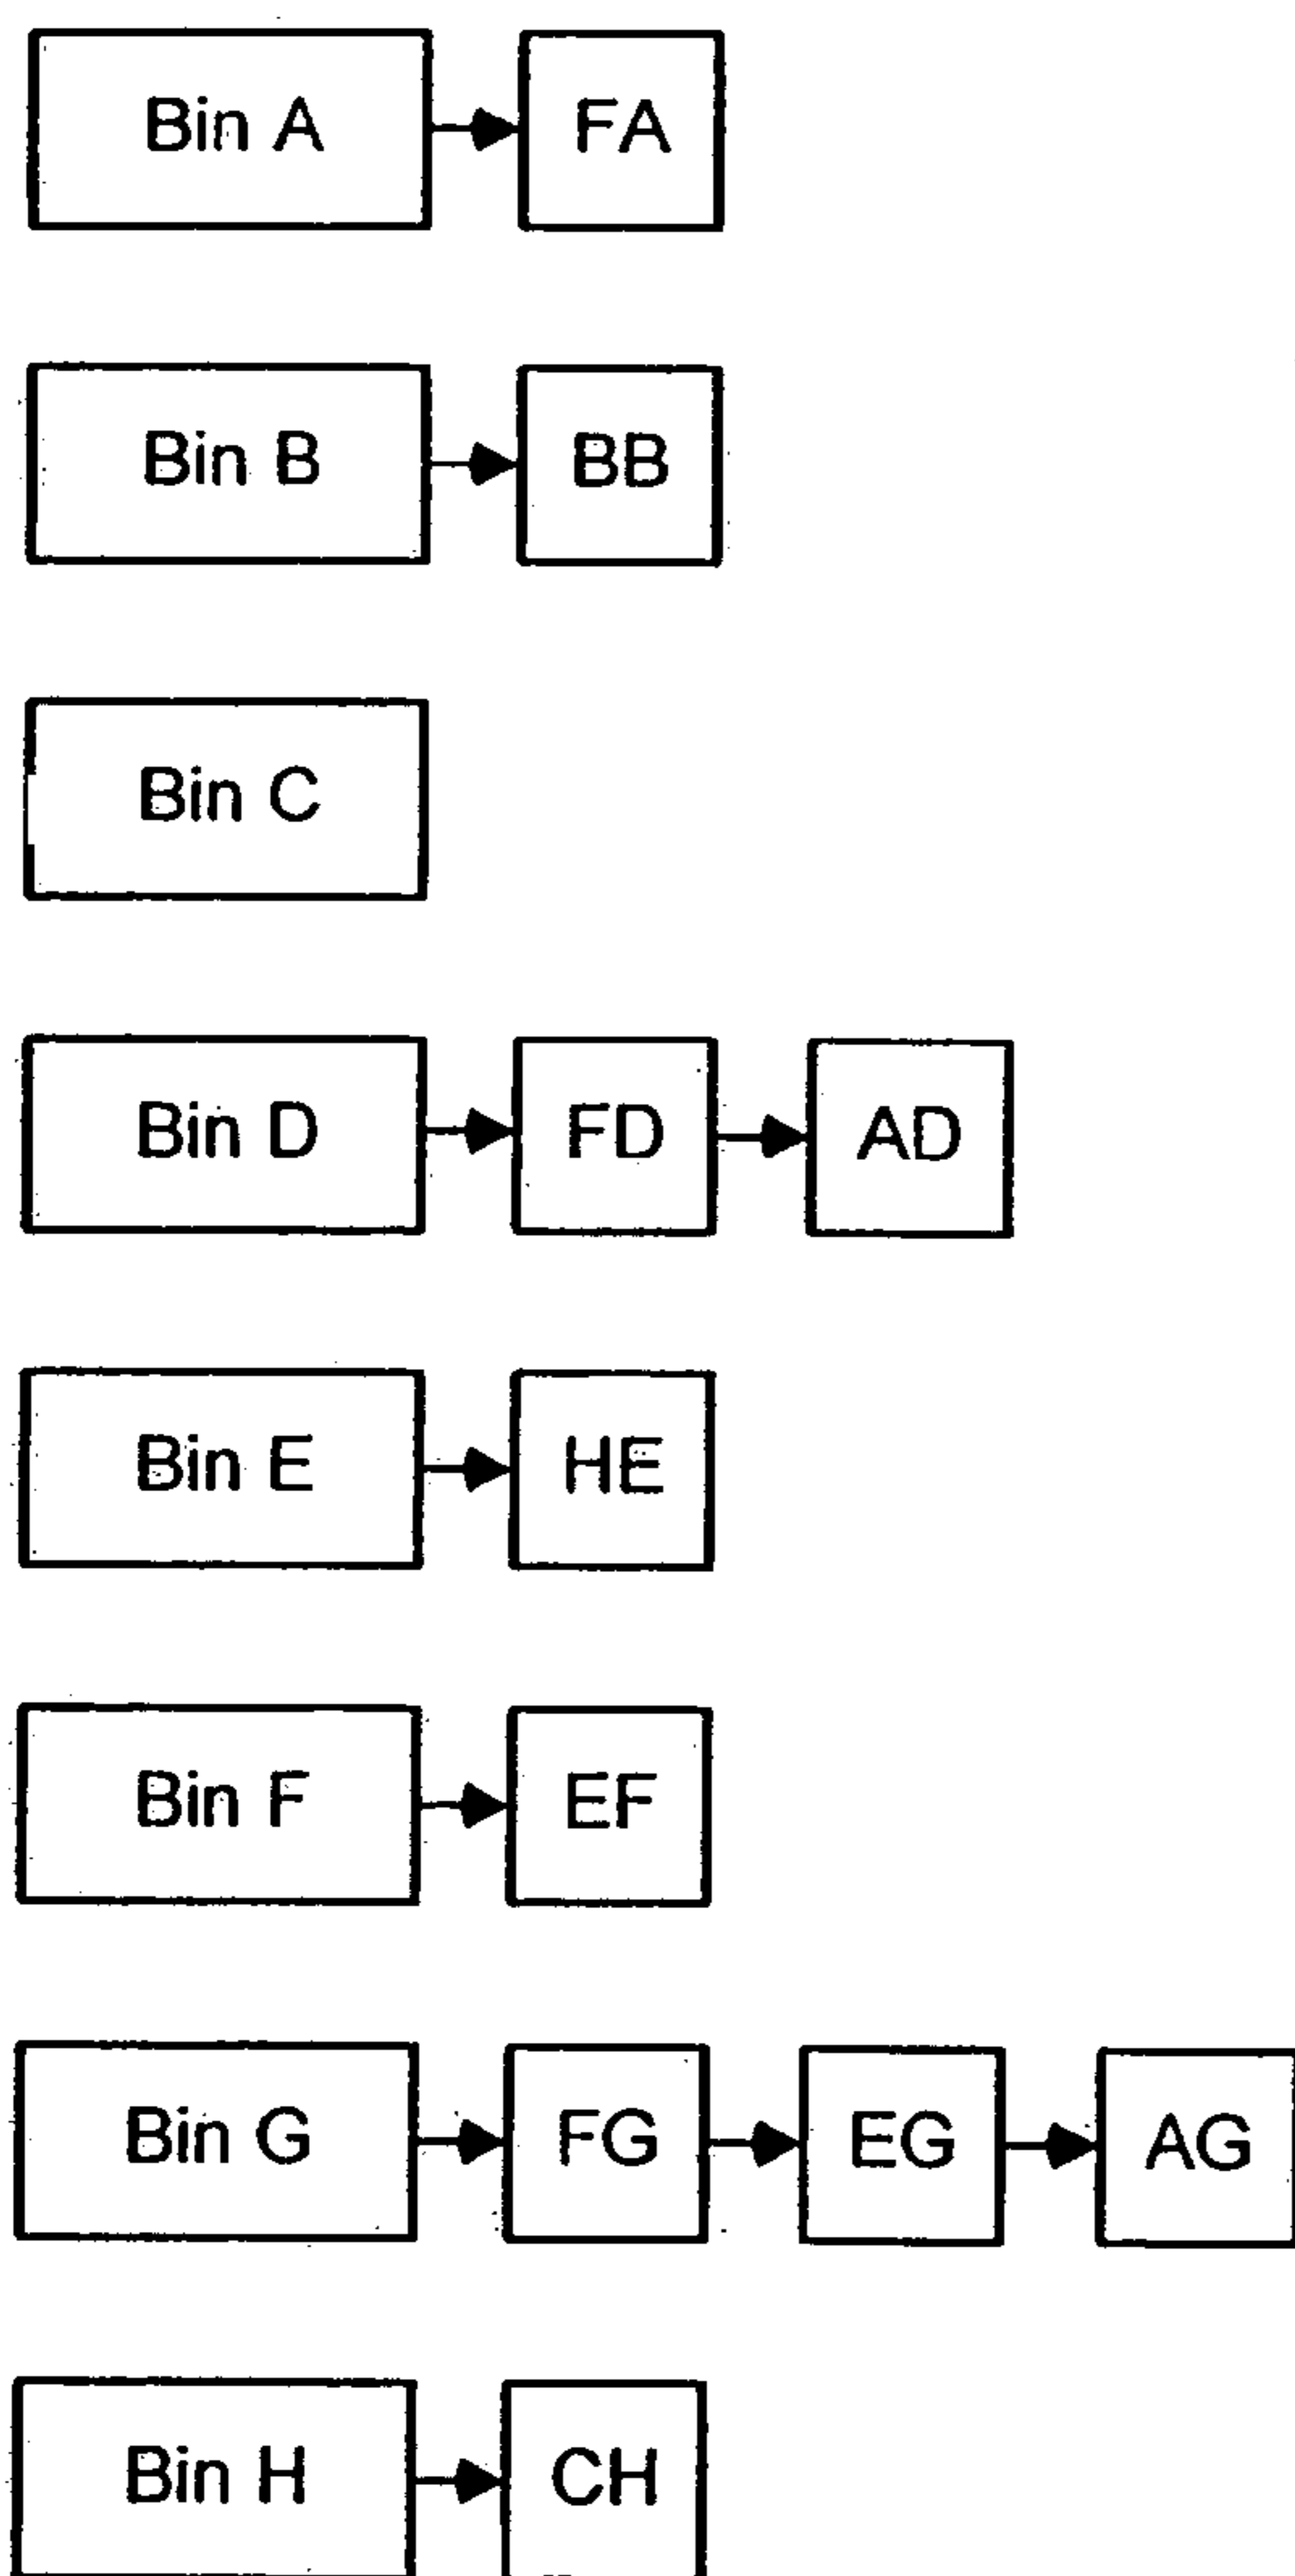 Bin A FA
Bin B BB
Bin C
Bin D FD AD
Bin E HE
Bin F EF
Bin G FG EG AG
Bin H CH